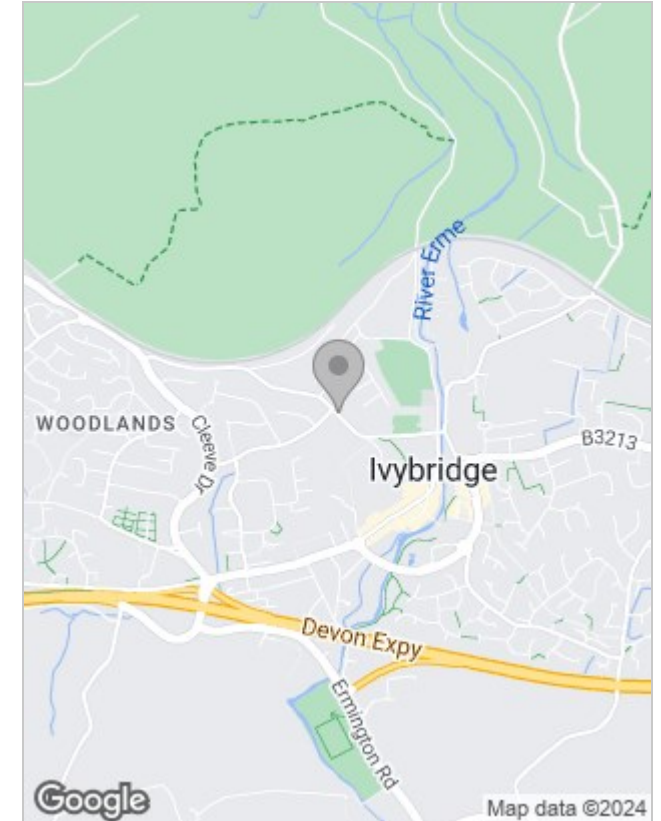 River Erme
WOODLANDS
Cleeve Dr
B3213
Ivybridge
Devon Expy
Ermington Rd
Google
Map data ©2024